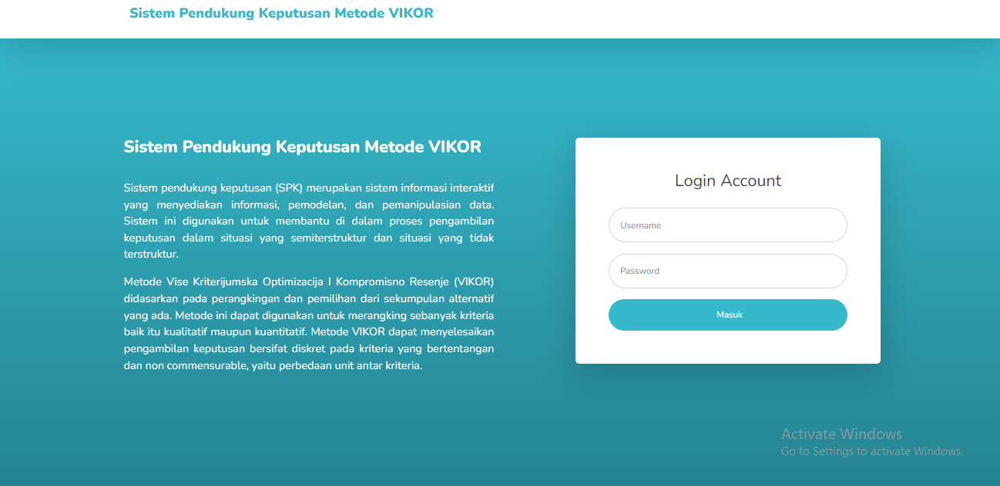 Sistem Pendukung Keputusan Metode VIKOR
Sistem Pendukung Keputusan Metode VIKOR
Sistem pendukung keputusan (SPK) merupakan sistem informasi interaktif
yang menyediakan informasi, pemodelan, dan pemanipulasian data.
Sistem ini digunakan untuk membantu di dalam proses pengambilan
keputusan dalam situasi yang semiterstruktur dan situasi yang tidak
terstruktur.
Metode Vise Kriterijumska Optimizacija I Kompromisno Resenje (VIKOR)
didasarkan pada perangkingan dan pemilihan dari sekumpulan alternatif
yang ada. Metode ini dapat digunakan untuk merangking sebanyak kriteria
baik itu kualitatif maupun kuantitatif. Metode VIKOR dapat menyelesaikan
pengambilan keputusan bersifat diskret pada kriteria yang bertentangan
dan non commensurable, yaitu perbedaan unit antar kriteria.
Login Account
Username
Password
Masuk
Activate Windows
Go to Settings to activate Windows.